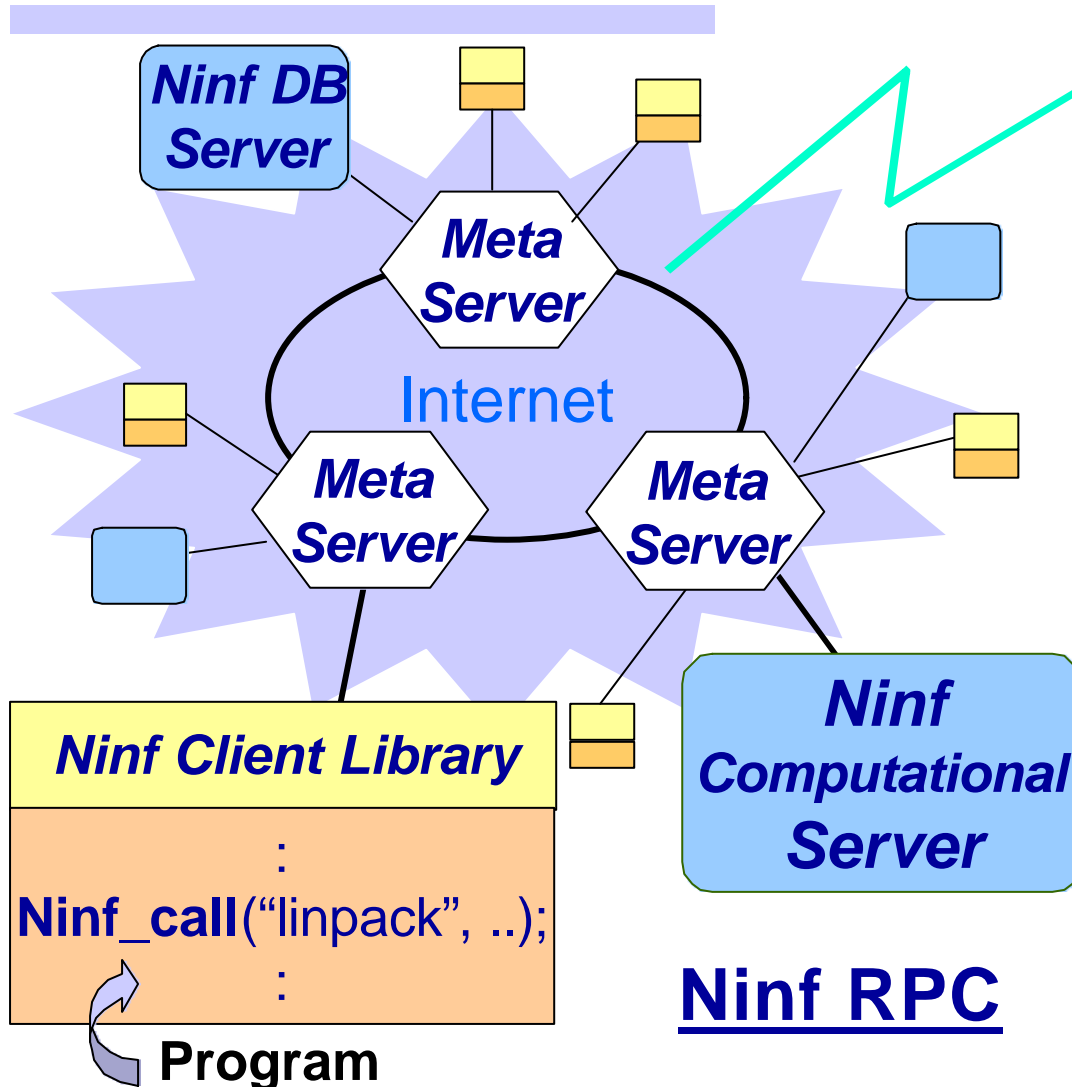 Ninf DB
Server
Meta
Server
Internet
Meta
Server
Meta
Server
Ninf Client Library
:
Ninf_call(“linpack”, ..);
:
Program
Ninf
Computational
Server
Ninf RPC